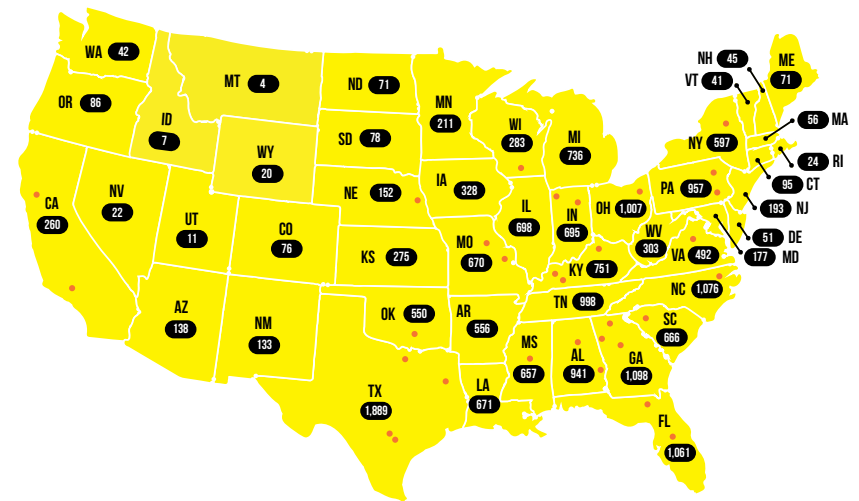 WA 42
OR 86
ID
7
MT 4
WY
20
ND 71
SD 78
NE 152
MN
211
WI
283
MI
736
NH 45
VT 41
ME
71
56 MA
24 RI
95 CT
193 NJ
51 DE
177 MD
NY 597
PA 957
CA
260
NV
22
UT
11
CO
76
KS 275
IA 328
IL
698
IN
695
OH 1,007
WV
303
VA 492
MO
670
KY 751
NC 1,076
TN 998
SC
666
AZ
138
NM
133
OK 550
AR
556
MS
657
AL
941
GA
1,098
TX
1,889
LA
671
FL
1,061